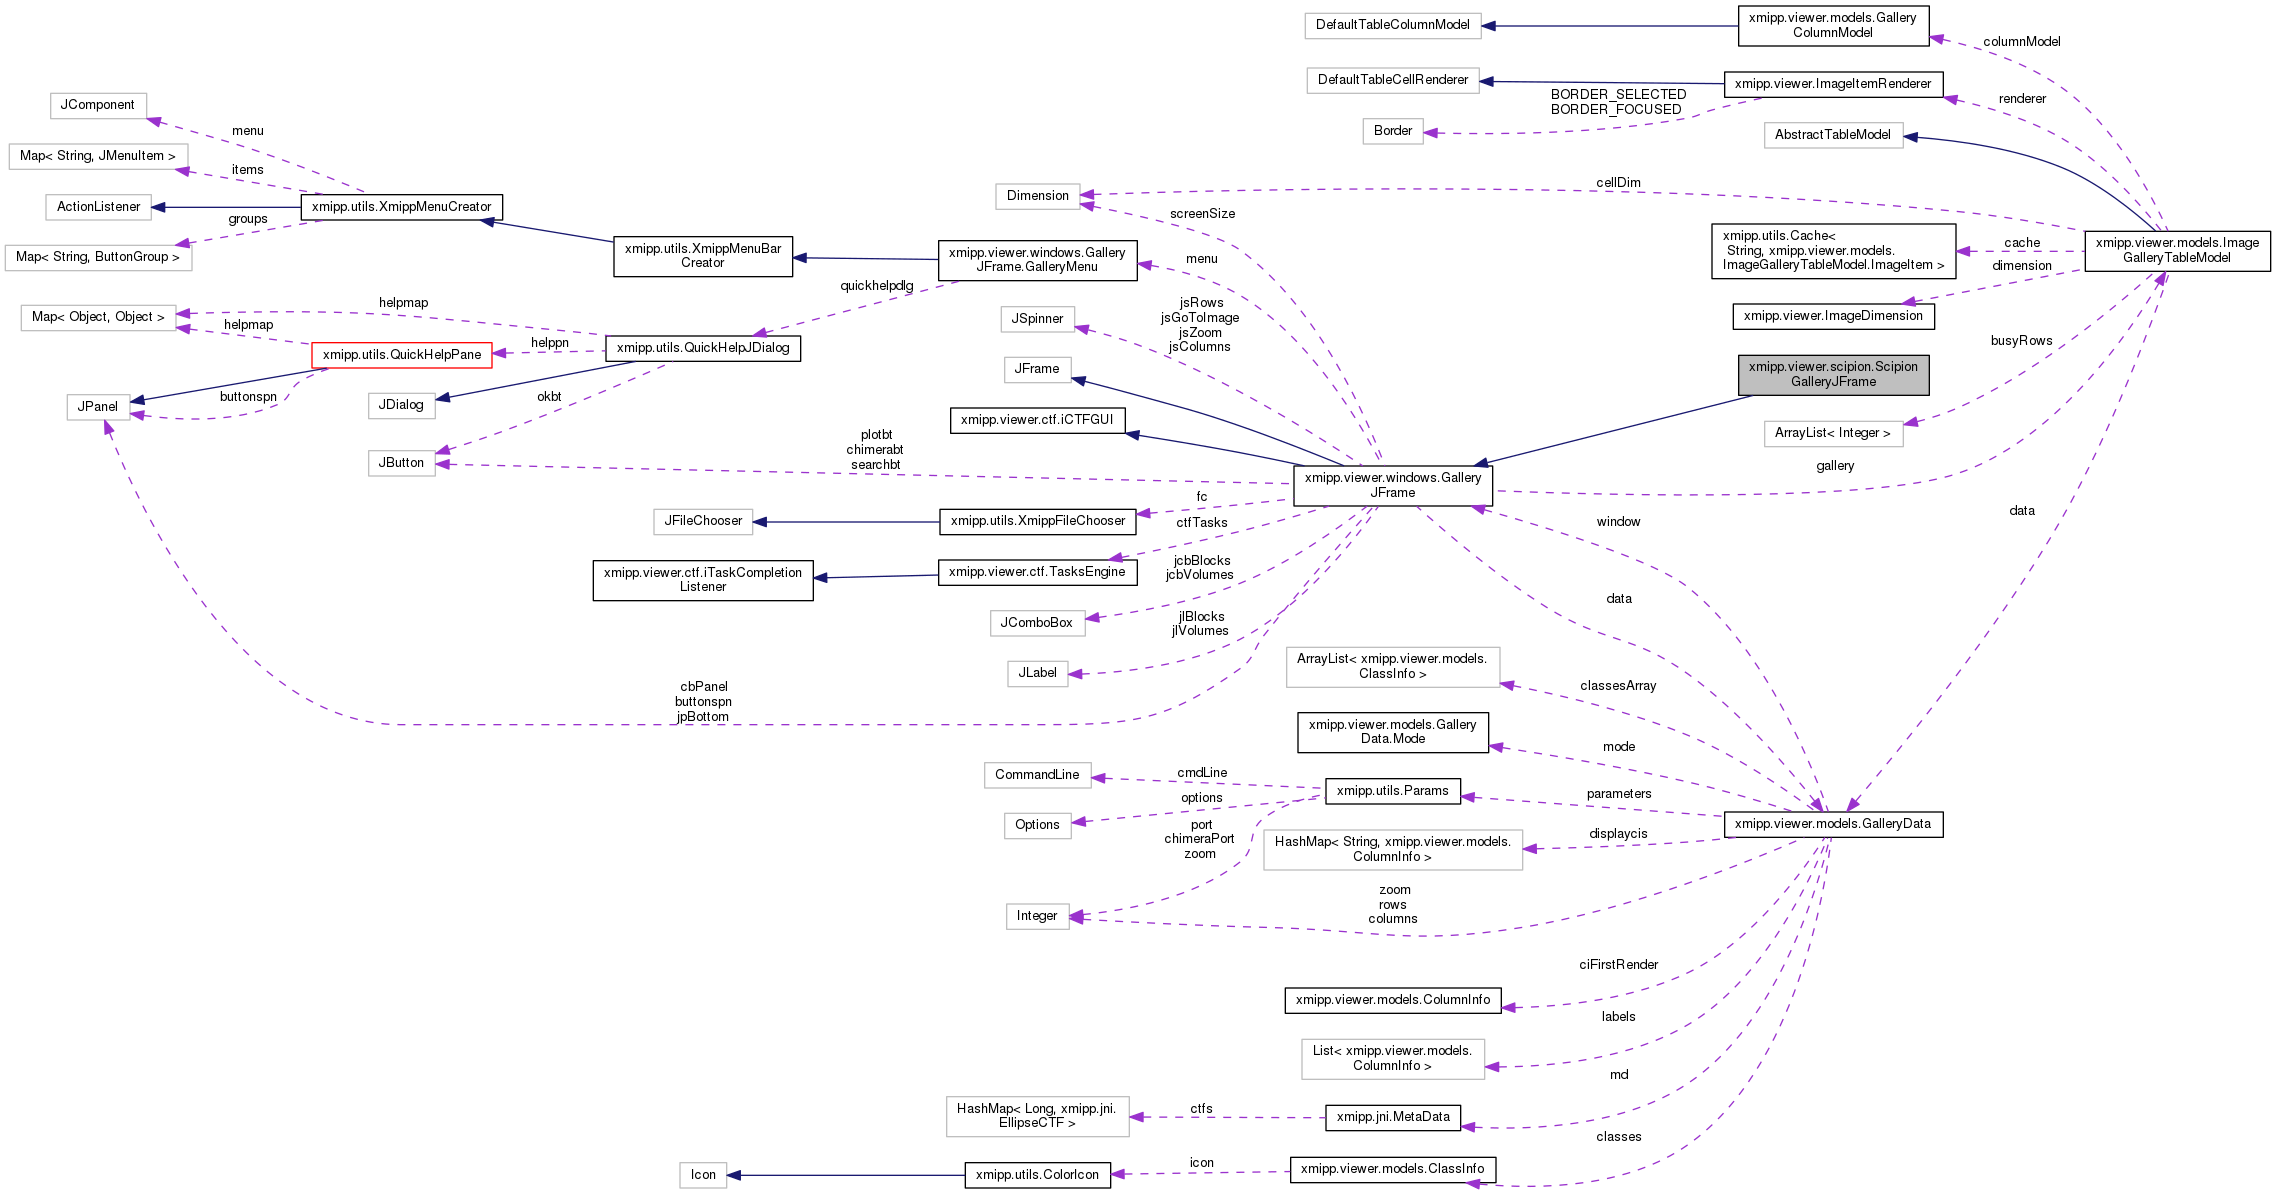 xmipp.viewer.models.Gallery
ColumnModel
DefaultTableColumnModel
columnModel
xmipp.viewer.ImageItemRenderer
DefaultTableCellRenderer
BORDER_SELECTED
BORDER_FOCUSED
renderer
Border
AbstractTableModel
JComponent
menu
Map< String, JMenuItem >
items
ActionListener
xmipp.utils.XmippMenuCreator
groups
Map< String, ButtonGroup >
xmipp.utils.XmippMenuBar
Creator
Dimension
cellDim
screenSize
xmipp.viewer.windows.Gallery
JFrame.GalleryMenu
menu
xmipp.utils.Cache<
String, xmipp.viewer.models.
ImageGalleryTableModel.ImageItem >
cache
xmipp.viewer.models.Image
GalleryTableModel
dimension
xmipp.viewer.ImageDimension
quickhelpdlg
helpmap
Map< Object, Object >
helpmap
xmipp.utils.QuickHelpPane
helppn
xmipp.utils.QuickHelpJDialog
JSpinner
jsRows
jsGoToImage
jsZoom
jsColumns
busyRows
JFrame
xmipp.viewer.scipion.Scipion
GalleryJFrame
JPanel
buttonspn
JDialog
okbt
xmipp.viewer.ctf.iCTFGUI
ArrayList< Integer >
JButton
plotbt
chimerabt
searchbt
xmipp.viewer.windows.Gallery
JFrame
gallery
data
JFileChooser
xmipp.utils.XmippFileChooser
fc
ctfTasks
window
xmipp.viewer.ctf.iTaskCompletion
Listener
xmipp.viewer.ctf.TasksEngine
jcbBlocks
jcbVolumes
data
JComboBox
jlBlocks
jlVolumes
JLabel
cbPanel
buttonspn
jpBottom
ArrayList< xmipp.viewer.models.
ClassInfo >
classesArray
xmipp.viewer.models.Gallery
Data.Mode
mode
CommandLine
cmdLine
xmipp.utils.Params
parameters
options
Options
port
chimeraPort
zoom
HashMap< String, xmipp.viewer.models.
ColumnInfo >
displaycis
xmipp.viewer.models.GalleryData
Integer
zoom
rows
columns
ciFirstRender
xmipp.viewer.models.ColumnInfo
labels
List< xmipp.viewer.models.
ColumnInfo >
md
HashMap< Long, xmipp.jni.
EllipseCTF >
ctfs
xmipp.jni.MetaData
classes
Icon
xmipp.utils.ColorIcon
icon
xmipp.viewer.models.ClassInfo